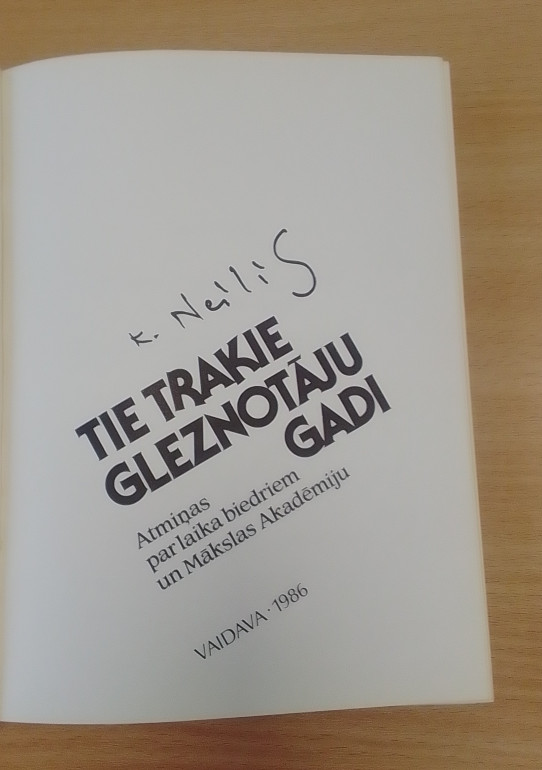 K. Neilis
TIE TRAKIE
GLEZNOTĀJU
GADI
Atmiņas
par laika biedriem
un Mākslas Akadēmiju
VAIDAVA · 1986